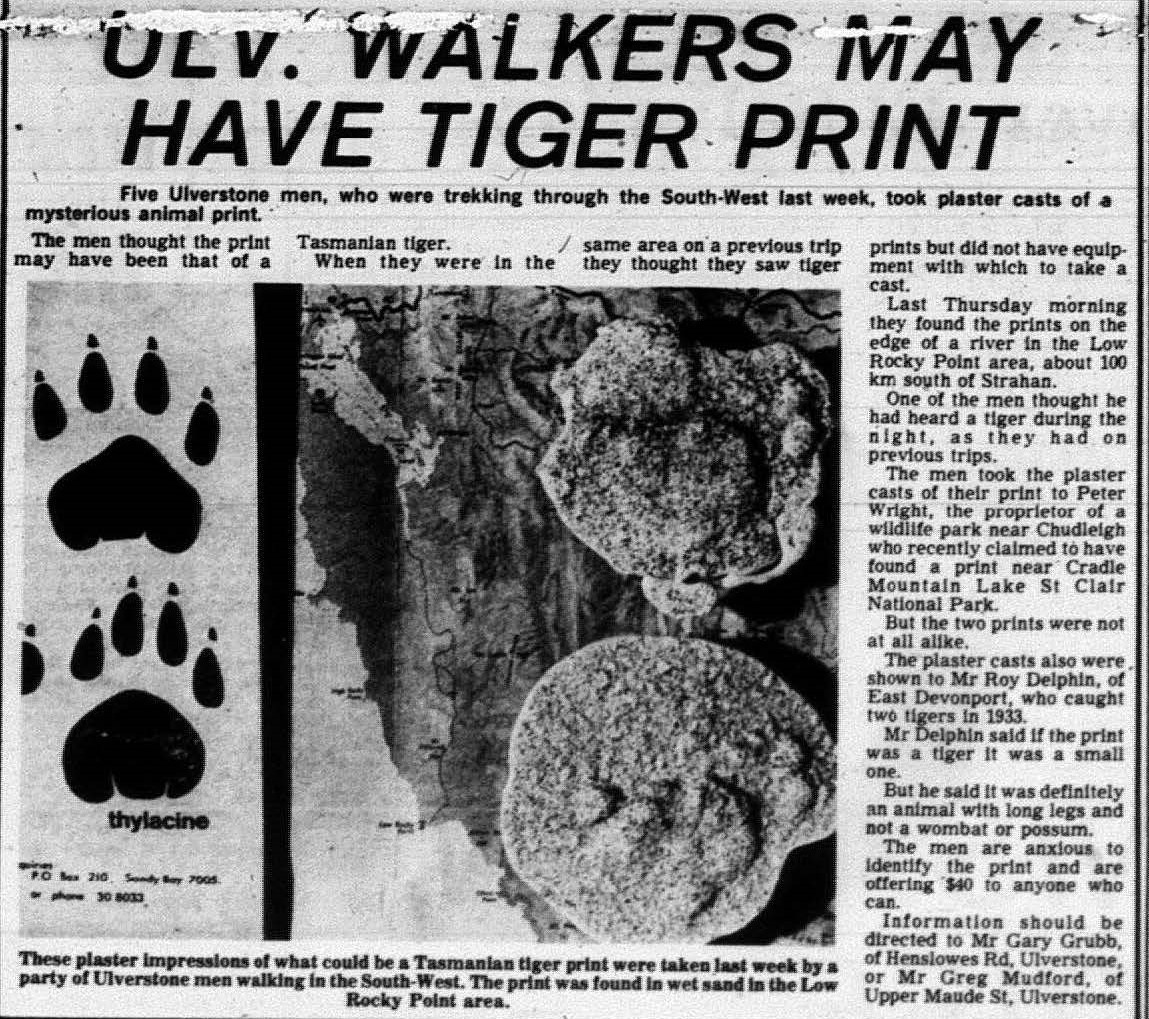 ULV. WALKERS MAY
HAVE TIGER PRINT
Five Ulverstone men, who were trekking through the South-West last week, took plaster casts of a
mysterious animal print.
The men thought the print
may have been that of a
Tasmanian tiger.
When they were in the
same area on a previous trip
they thought they saw tiger
prints but did not have equip-
ment with which to take a
cast.
Last Thursday morning
they found the prints on the
edge of a river in the Low
Rocky Point area, about 100
km south of Strahan.
One of the men thought he
had heard a tiger during the
night, as they had on
previous trips.
The men took the plaster
casts of their print to Peter
Wright, the proprietor of a
wildlife park near Chudleigh
who recently claimed to have
found a print near Cradle
Mountain Lake St Clair
National Park.
But the two prints were not
at all alike.
The plaster casts also were
shown to Mr Roy Delphin, of
East Devonport, who caught
two tigers in 1933.
Mr Delphin said if the print
was a tiger it was a small
one.
But he said it was definitely
an animal with long legs and
not a wombat or possum.
The men are anxious to
identify the print and are
offering $40 to anyone who
can.
Information should be
directed to Mr Gary Grubb,
of Henslowes Rd, Ulverstone,
or Mr Greg Mudford, of
Upper Maude St, Ulverstone.
thylacine
quiries
P.O Box 210 Sandy Bay 7005.
or phone 30 8033
These plaster impressions of what could be a Tasmanian tiger print were taken last week by a
party of Ulverstone men walking in the South-West. The print was found in wet sand in the Low
Rocky Point area.